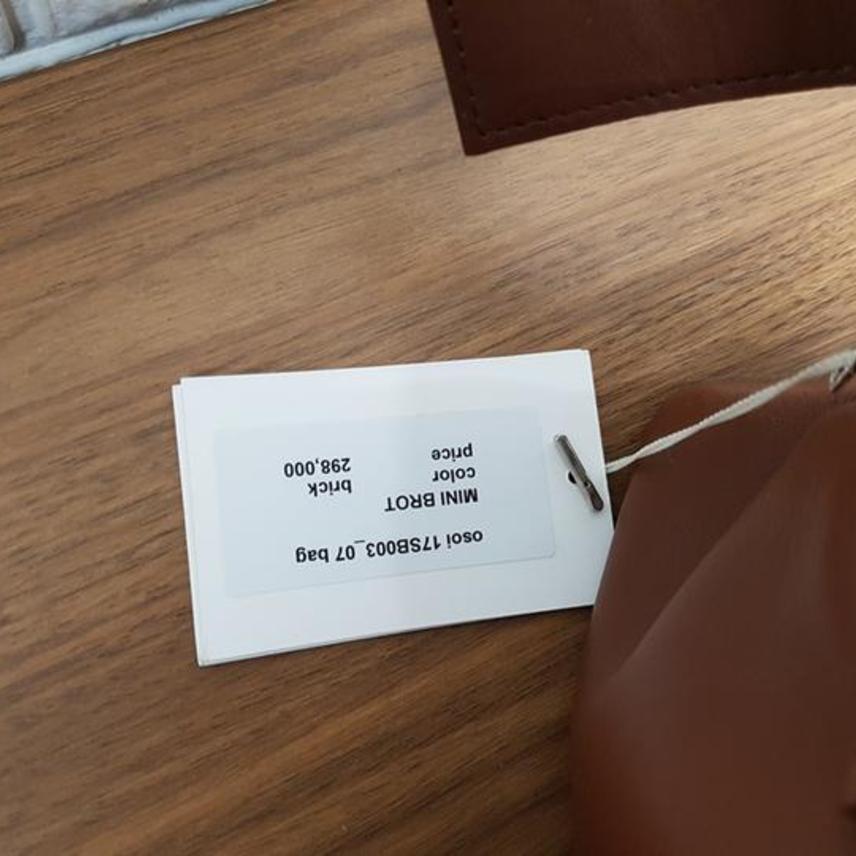 osoi 17SB003_07 bag
MINI BROT
color brick
price 298,000